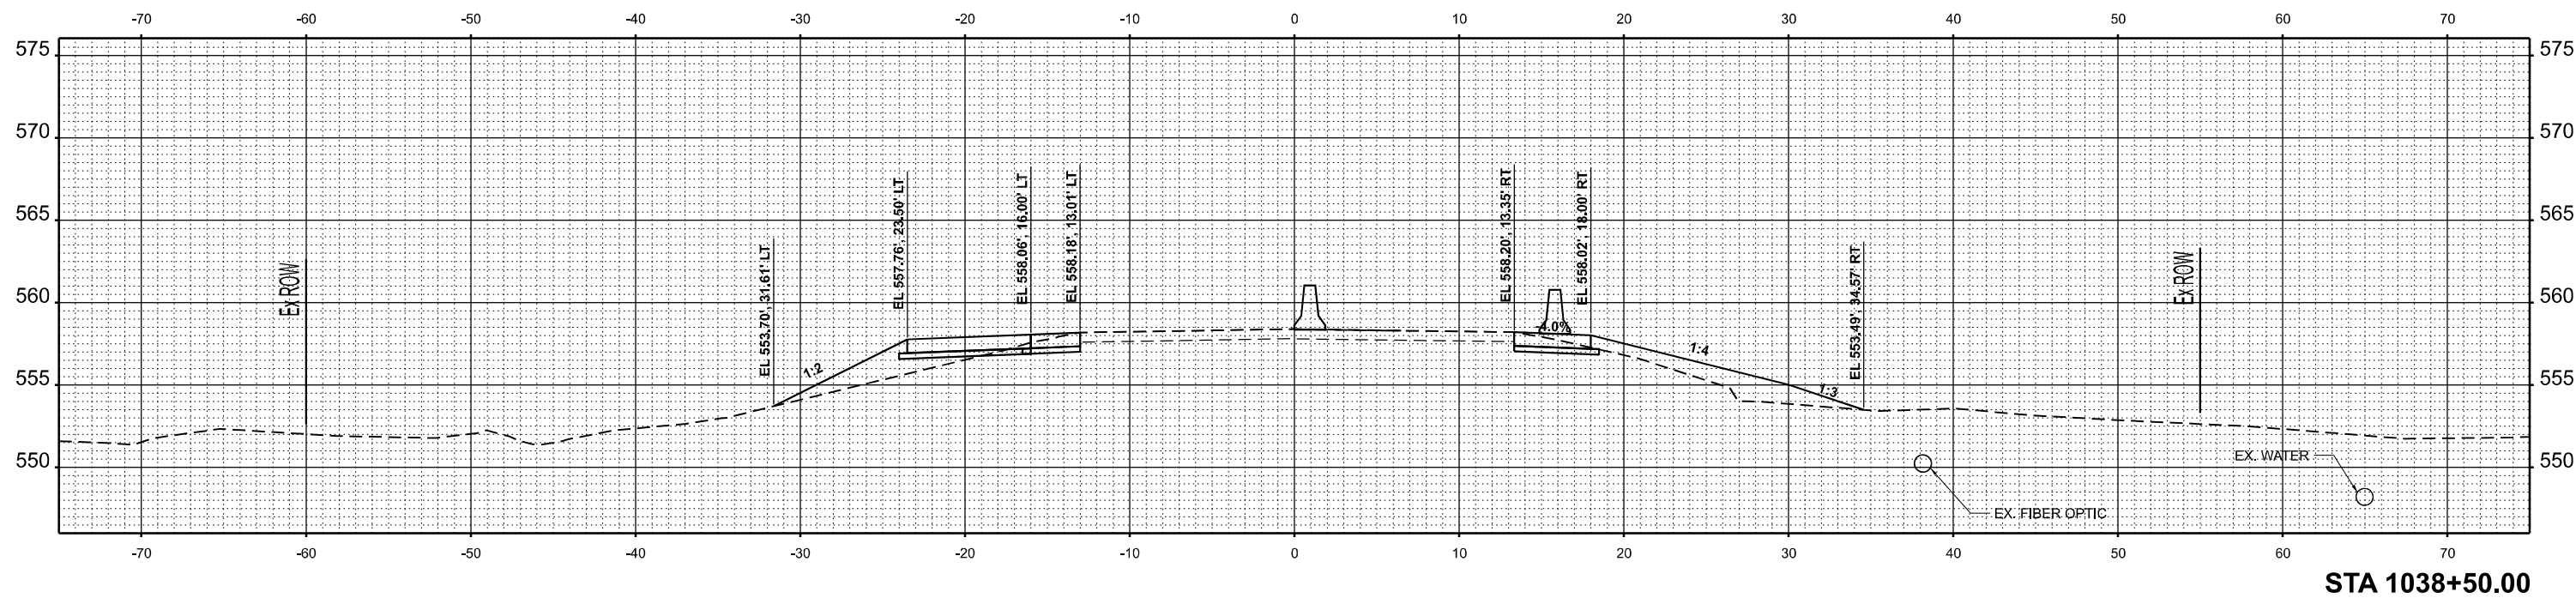 -70 -60 -50 -40 -30 -20 -10 0 10 20 30 40 50 60 70
575 575
570 570
565 565
560 560
555 555
550 550
Ex ROW
EL 553.70', 31.61' LT
1:2
EL 557.76', 23.50' LT
EL 558.06', 16.00' LT
EL 558.18', 13.01' LT
EL 558.20', 13.35' RT
-4.0%
EL 558.02', 18.00' RT
1:4
1:3
EL 553.49', 34.57' RT
Ex ROW
EX. WATER
EX. FIBER OPTIC
-70 -60 -50 -40 -30 -20 -10 0 10 20 30 40 50 60 70
STA 1038+50.00